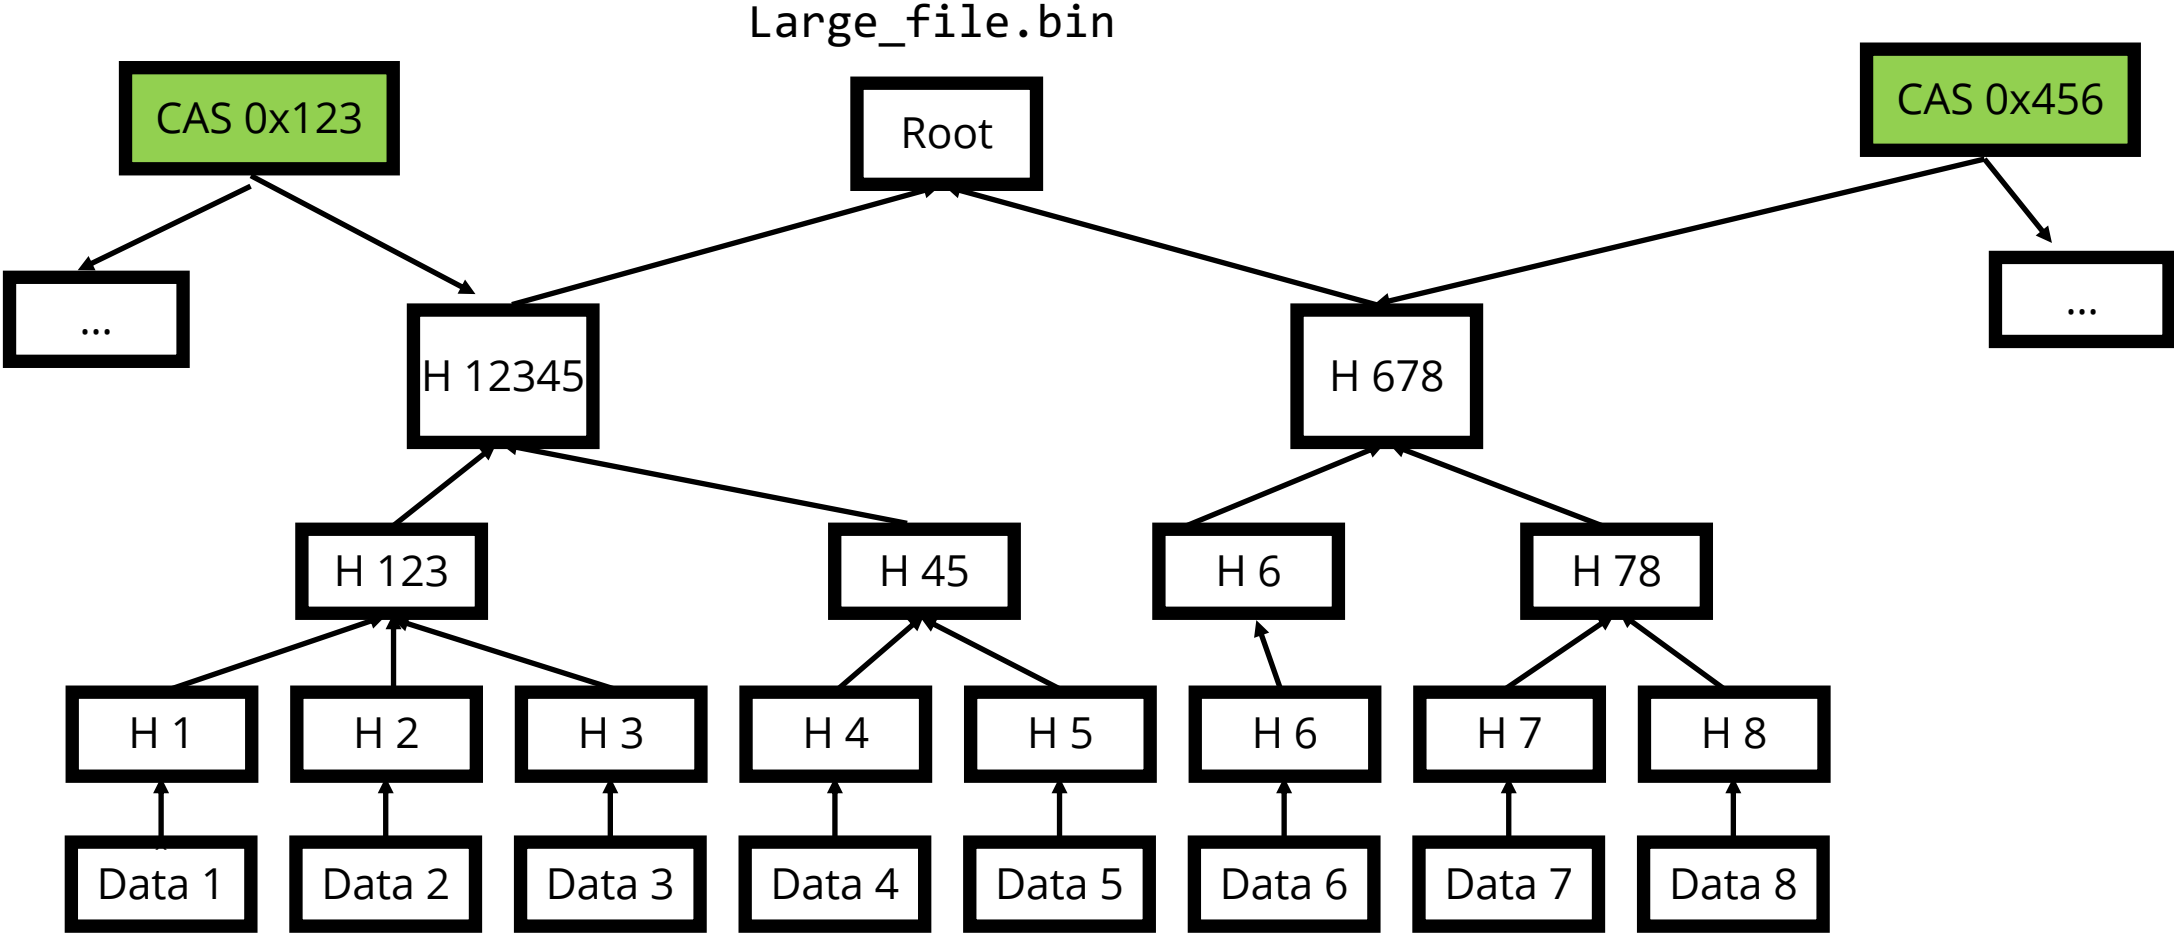 Large_file.bin
CAS 0x123
Root
CAS 0x456
...
...
H 12345
H 678
H 123
H 45
H 6
H 78
H 1
H 2
H 3
H 4
H 5
H 6
H 7
H 8
Data 1
Data 2
Data 3
Data 4
Data 5
Data 6
Data 7
Data 8